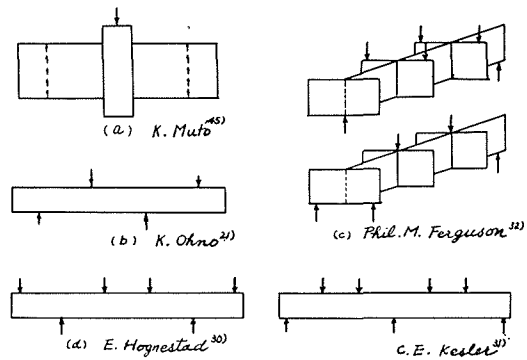 (a) K. Muto 45)
(b) K. Ohno 21)
(c) Phil. M. Ferguson 32)
(d) E. Hognestad 30)
C. E. Kesler 31)